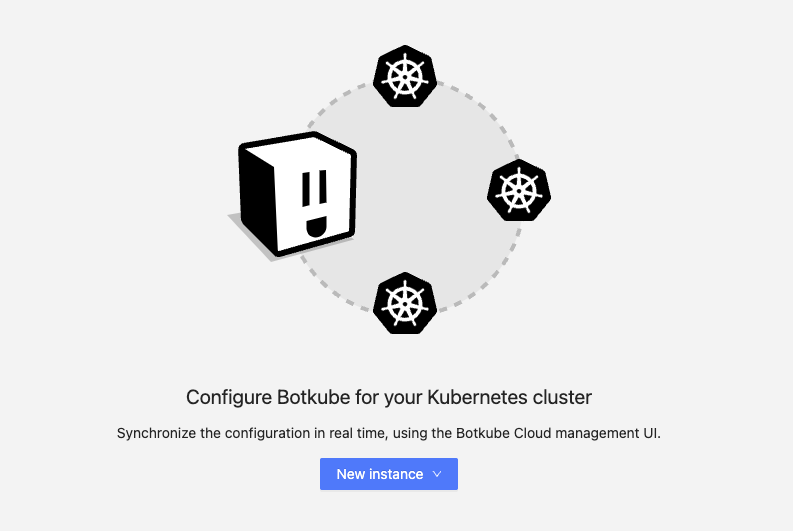 Configure Botkube for your Kubernetes cluster
Synchronize the configuration in real time, using the Botkube Cloud management UI.
New instance